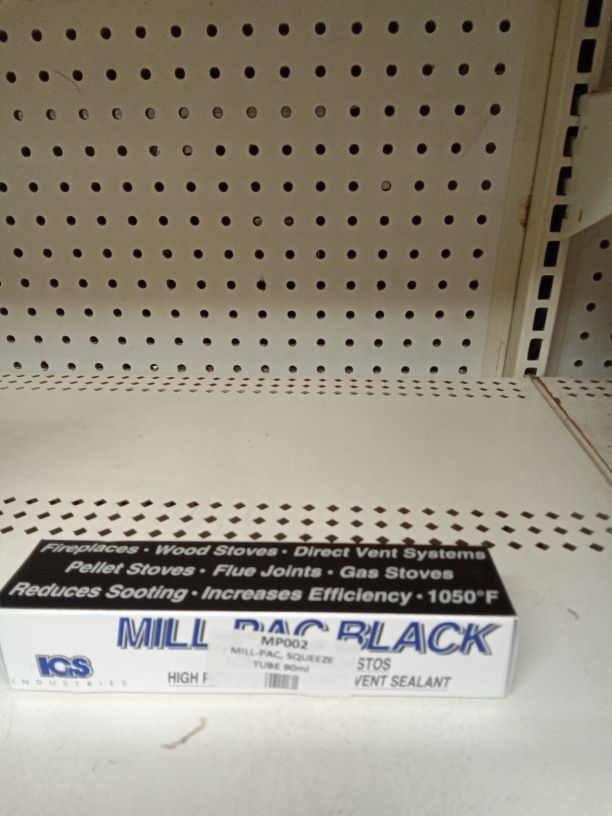 Fireplaces · Wood Stoves · Direct Vent Systems
Pellet Stoves · Flue Joints · Gas Stoves
Reduces Sooting · Increases Efficiency · 1050°F
MILL PAC BLACK
MP002
MILL-PAC, SQUEEZE
TUBE 90ml
STOS
HIGH VENT SEALANT
IGS
INDUSTRIES